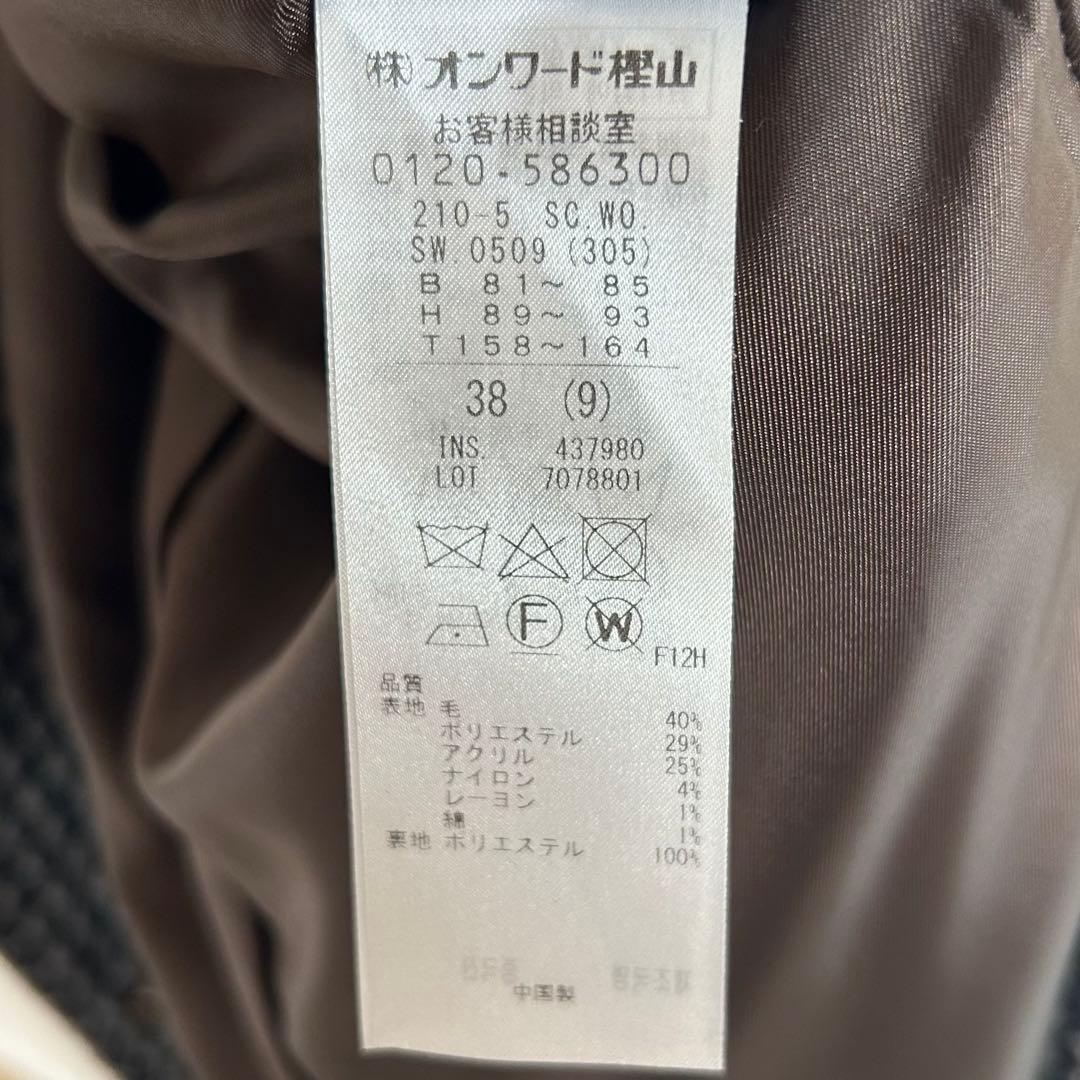 (株)オンワード樫山
お客様相談室
0120-586300
210-5 SC.WO.
SW.0509 (305)
B 81～ 85
H 89～ 93
T158～164
38 (9)
INS. 437980
LOT 7078801
F
W
F12H
品質
表地 毛 40%
ポリエステル 29%
アクリル 25%
ナイロン 4%
レーヨン 1%
綿 1%
裏地 ポリエステル 100%
中国製